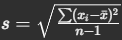 s = √(∑(xᵢ−x̄)² / n−1)